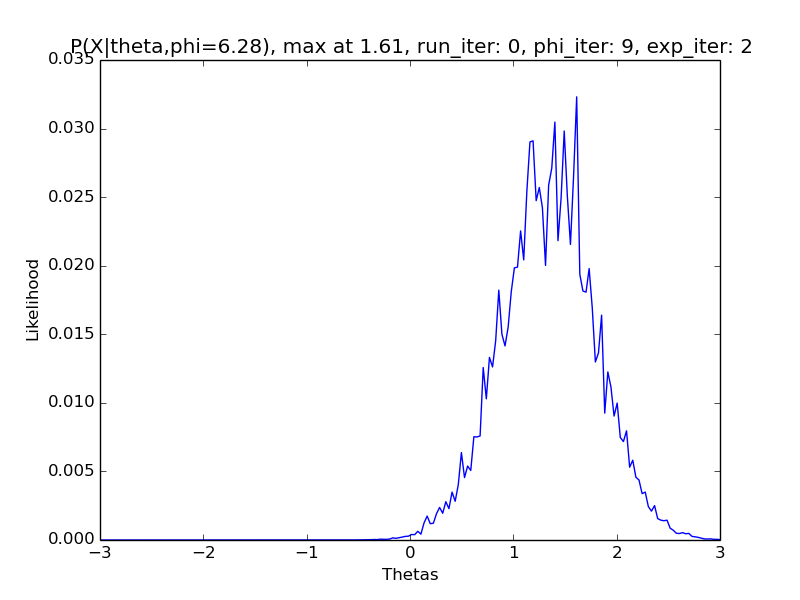 P(X|theta,phi=6.28), max at 1.61, run_iter: 0, phi_iter: 9, exp_iter: 2
0.035
0.030
0.025
0.020
0.015
0.010
0.005
0.000
Likelihood
−3 −2 −1 0 1 2 3
Thetas